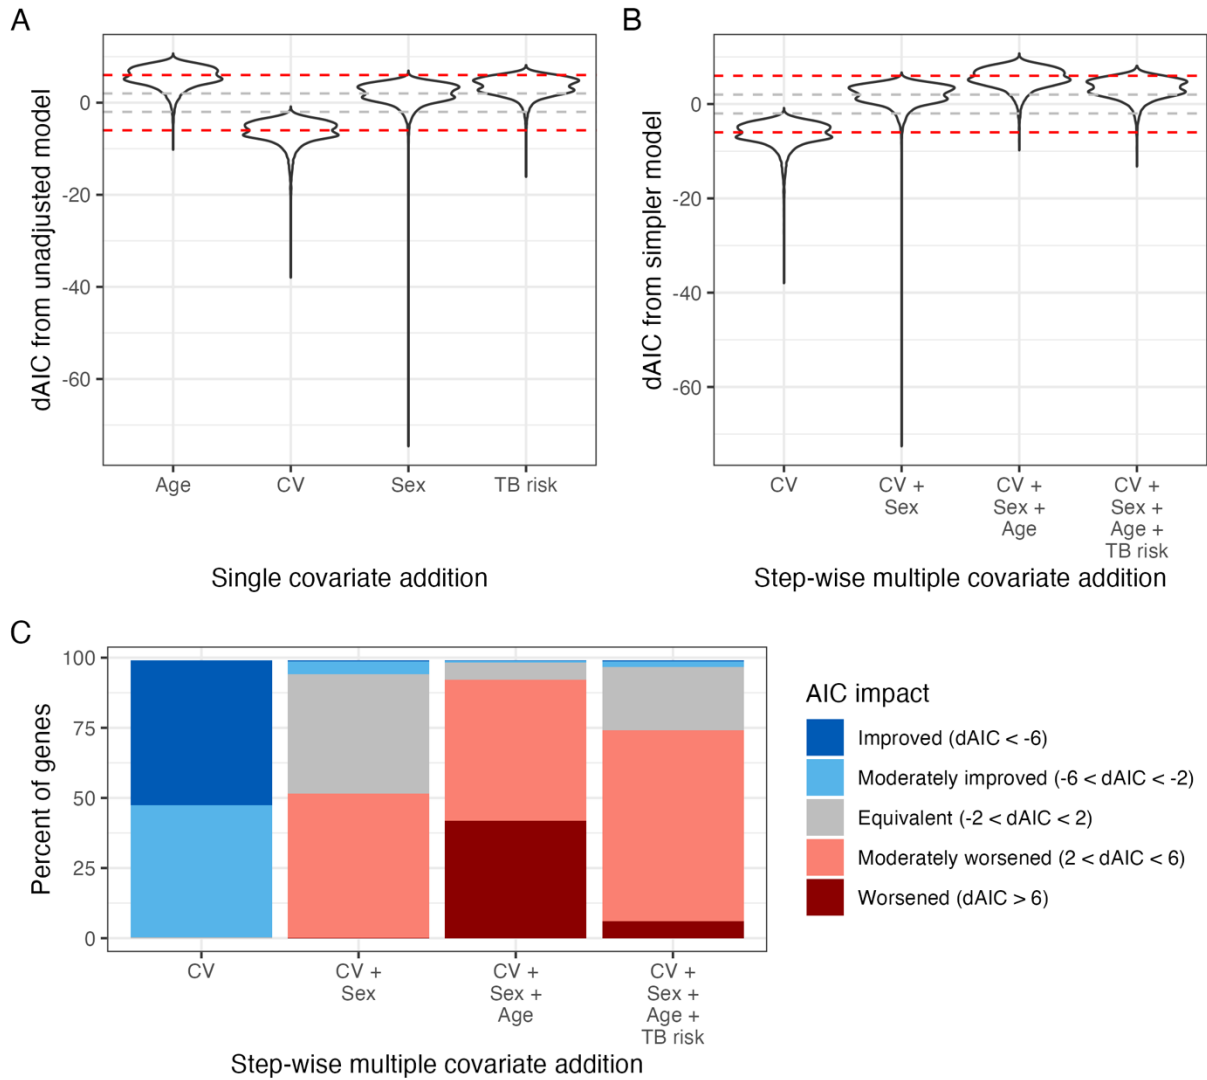 A
dAIC from unadjusted model
0
-20
-40
-60
Age
CV
Sex
TB risk
Single covariate addition
B
dAIC from simpler model
0
-20
-40
-60
CV
CV +
Sex
CV +
Sex +
Age
CV +
Sex +
Age +
TB risk
Step-wise multiple covariate addition
C
Percent of genes
100
75
50
25
0
CV
CV +
Sex
CV +
Sex +
Age
CV +
Sex +
Age +
TB risk
Step-wise multiple covariate addition
AIC impact
Improved (dAIC < -6)
Moderately improved (-6 < dAIC < -2)
Equivalent (-2 < dAIC < 2)
Moderately worsened (2 < dAIC < 6)
Worsened (dAIC > 6)